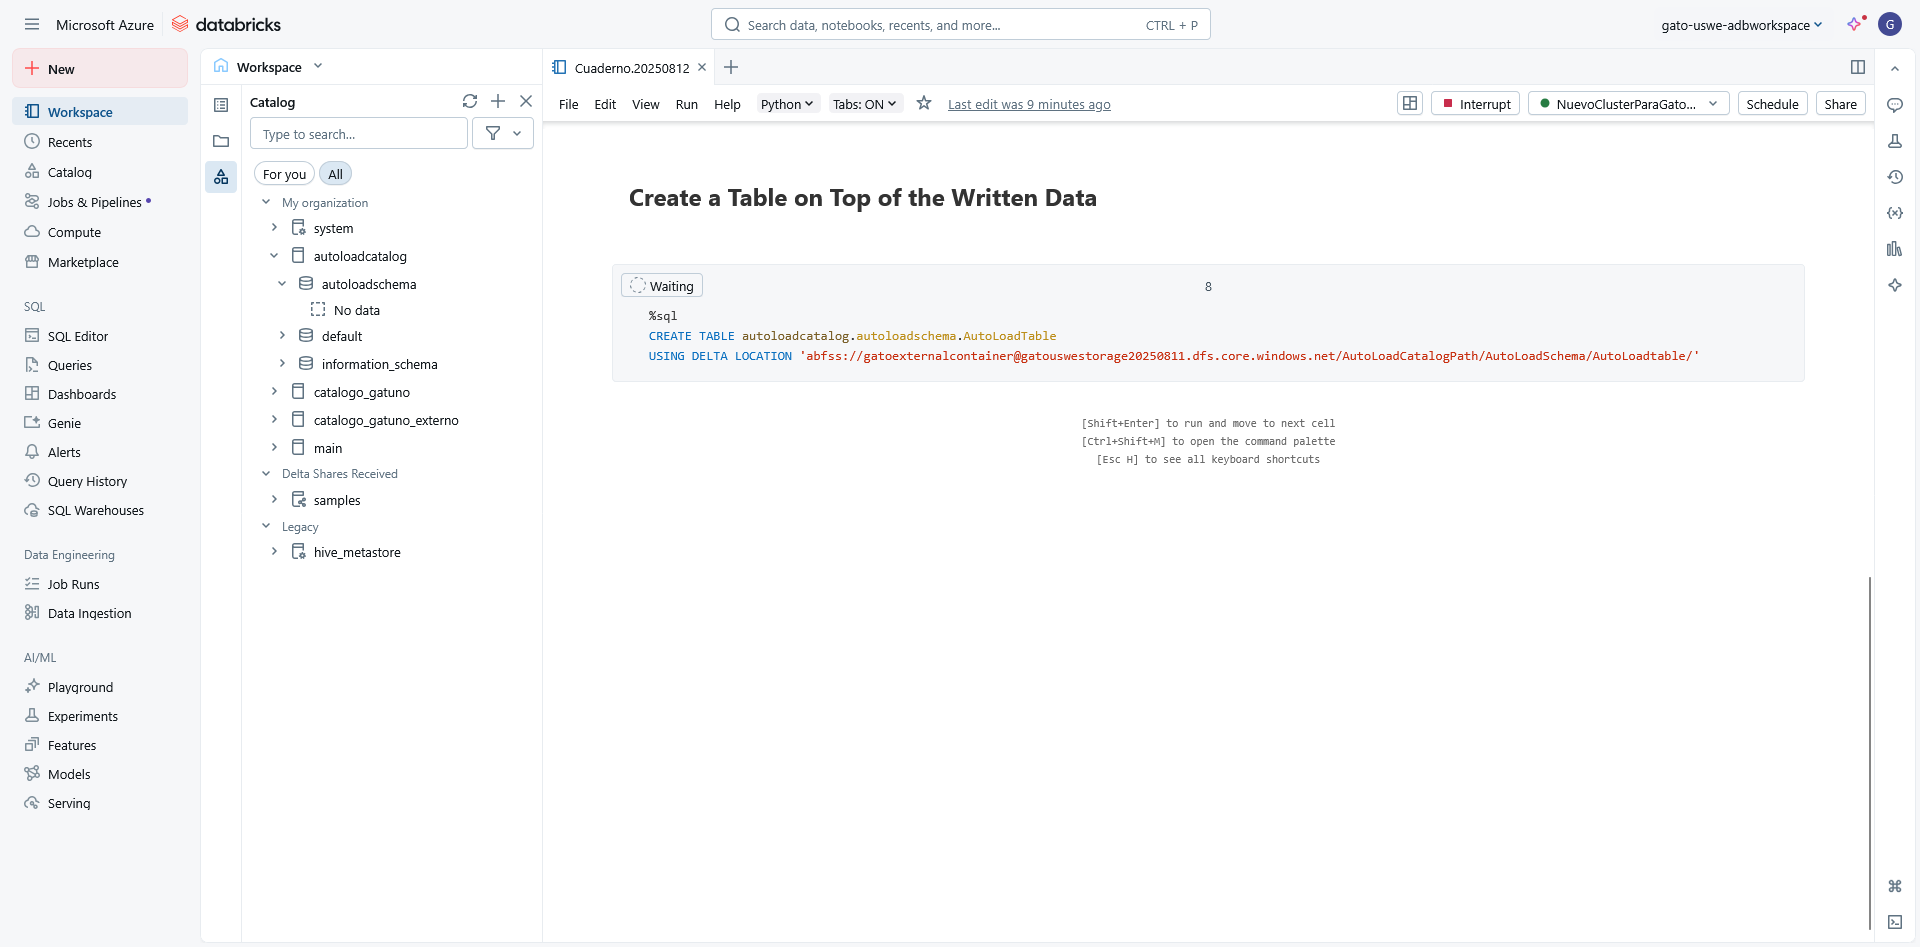 Microsoft Azure
databricks
Search data, notebooks, recents, and more...
CTRL + P
gato-uswe-adbworkspace
G
New
Workspace
Recents
Catalog
Jobs & Pipelines
Compute
Marketplace
SQL
SQL Editor
Queries
Dashboards
Genie
Alerts
Query History
SQL Warehouses
Data Engineering
Job Runs
Data Ingestion
AI/ML
Playground
Experiments
Features
Models
Serving
Workspace
Catalog
Type to search...
For you
All
My organization
system
autoloadcatalog
autoloadschema
No data
default
information_schema
catalogo_gatuno
catalogo_gatuno_externo
main
Delta Shares Received
samples
Legacy
hive_metastore
Cuaderno.20250812
File Edit View Run Help Python Tabs: ON Last edit was 9 minutes ago
Interrupt
NuevoClusterParaGato...
Schedule
Share
Create a Table on Top of the Written Data
Waiting
8
%sql
CREATE TABLE autoloadcatalog.autoloadschema.AutoLoadTable
USING DELTA LOCATION 'abfss://gatoexternalcontainer@gatouswestorage20250811.dfs.core.windows.net/AutoLoadCatalogPath/AutoLoadSchema/AutoLoadtable/'
[Shift+Enter] to run and move to next cell
[Ctrl+Shift+M] to open the command palette
[Esc H] to see all keyboard shortcuts